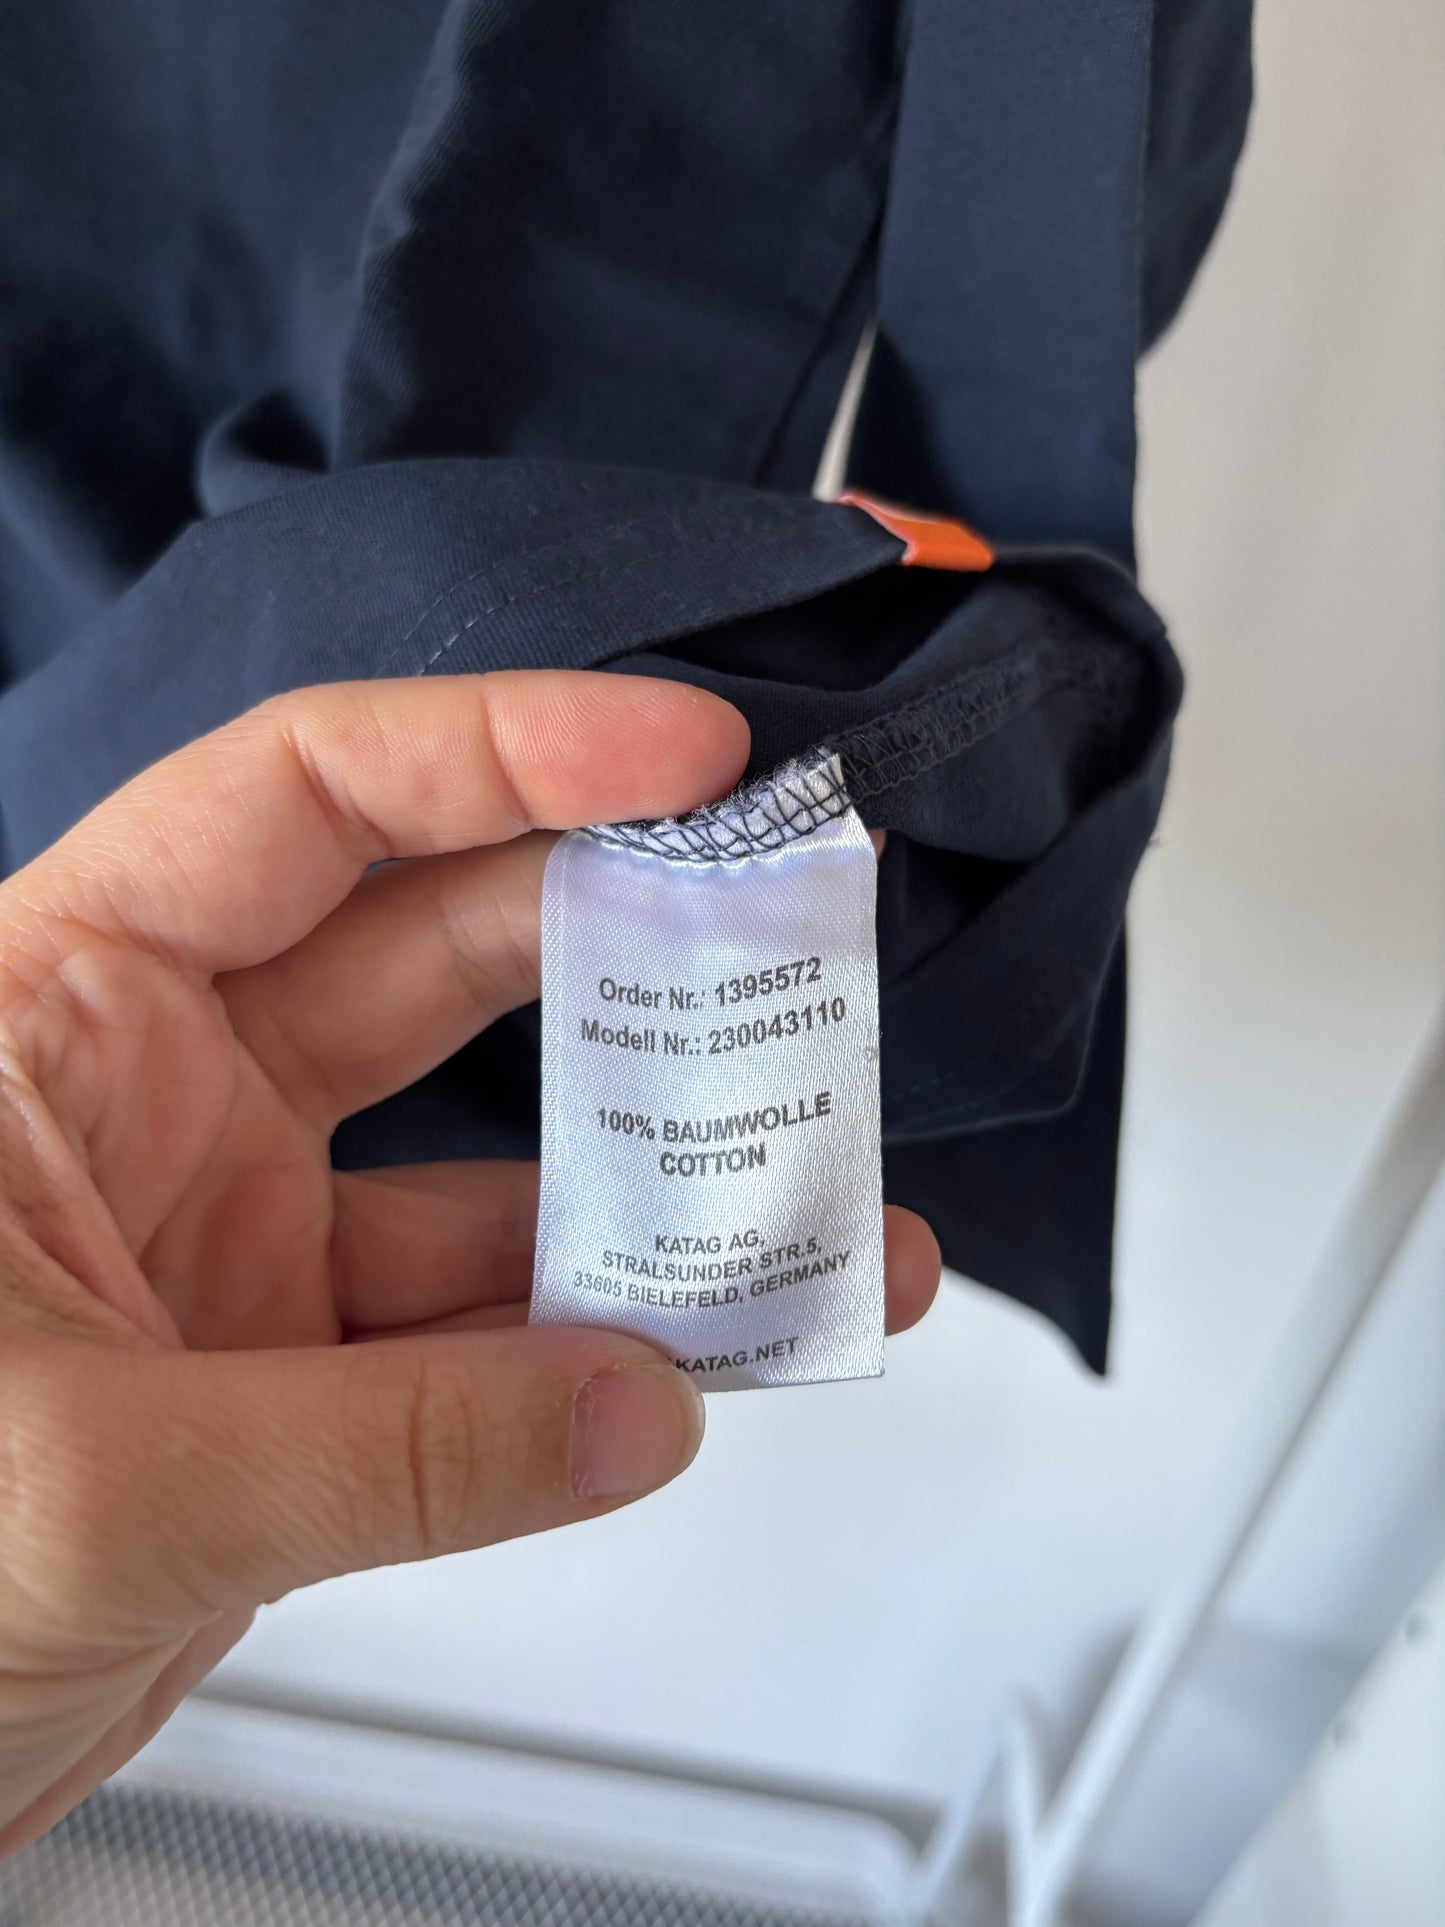 Order Nr.: 1395572
Modell Nr.: 230043110
100% BAUMWOLLE
COTTON
KATAG AG,
STRALSUNDER STR.5,
33605 BIELEFELD, GERMANY
KATAG.NET